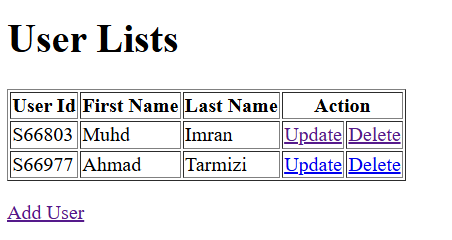 User Lists
User Id First Name Last Name Action
S66803 Muhd Imran Update Delete
S66977 Ahmad Tarmizi Update Delete
Add User